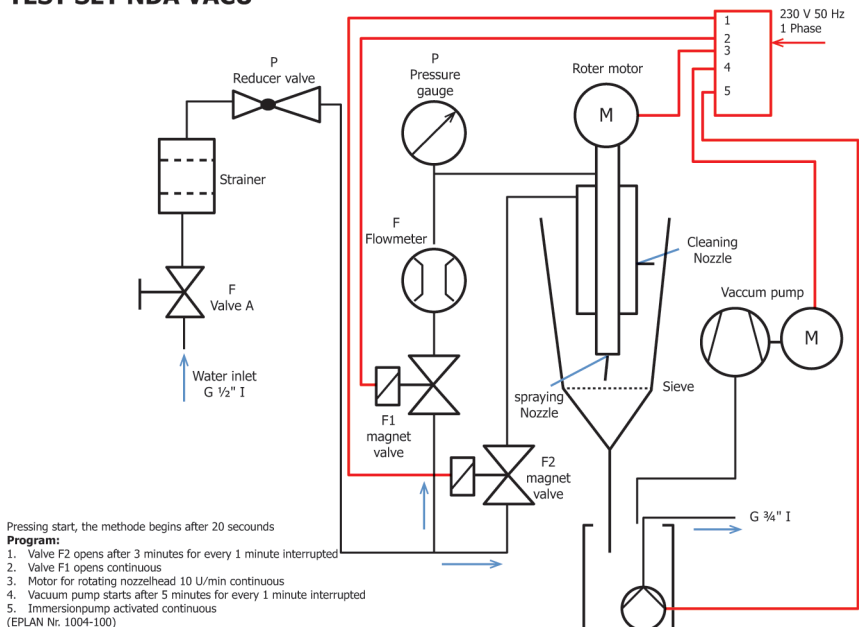 1
2
3
4
5
230 V 50 Hz
1 Phase
P
Reducer valve
P
Pressure
gauge
Roter motor
M
Strainer
F
Flowmeter
Cleaning
Nozzle
F
Valve A
Vaccum pump
M
Water inlet
G ½" I
spraying
Nozzle
Sieve
F1
magnet
valve
F2
magnet
valve
G ¾" I
Pressing start, the methode begins after 20 secounds
Program:
1. Valve F2 opens after 3 minutes for every 1 minute interrupted
2. Valve F1 opens continuous
3. Motor for rotating nozzelhead 10 U/min continuous
4. Vacuum pump starts after 5 minutes for every 1 minute interrupted
5. Immersionpump activated continuous
(EPLAN Nr. 1004-100)